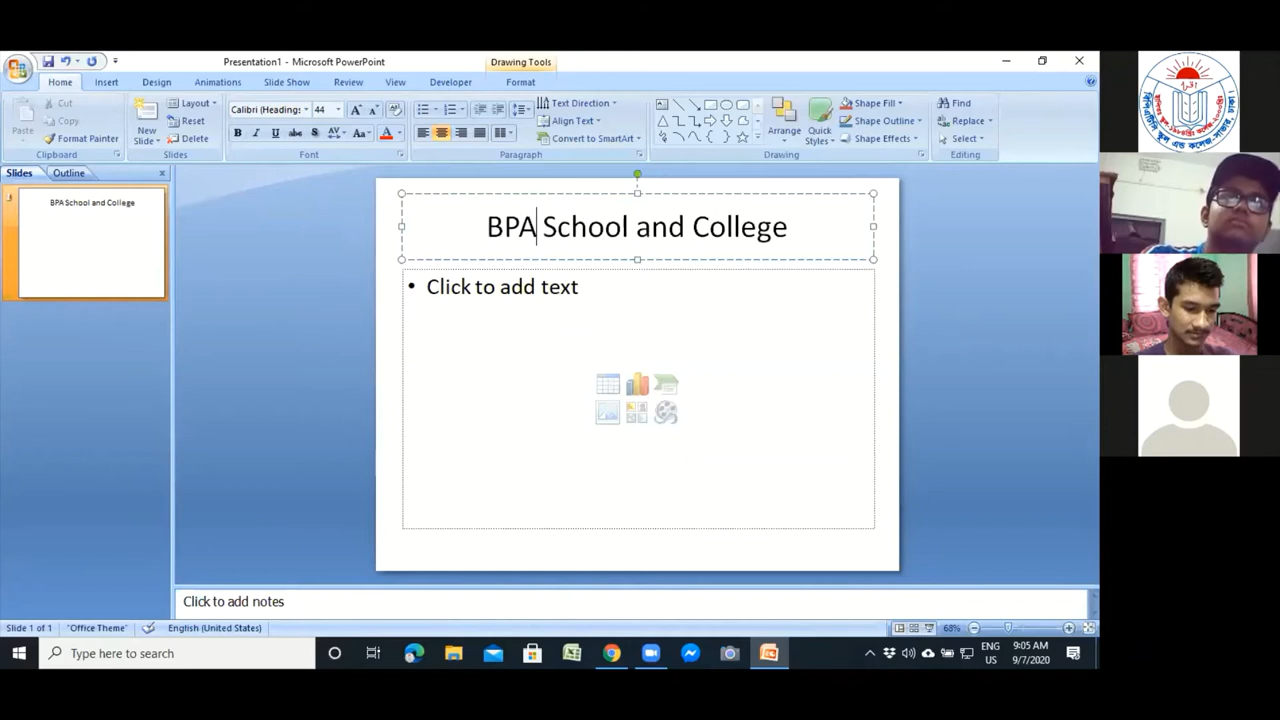 Presentation1 - Microsoft PowerPoint
Drawing Tools
Home Insert Design Animations Slide Show Review View Developer Format
Paste
Cut
Copy
Format Painter
Clipboard
New Slide
Layout
Reset
Delete
Slides
Calibri (Headings 44
B I U abc S AV Aa A
Font
Paragraph
Text Direction
Align Text
Convert to SmartArt
Arrange
Quick Styles
Shape Fill
Shape Outline
Shape Effects
Drawing
Find
Replace
Select
Editing
Slides Outline
1
BPA School and College
BPA School and College
• Click to add text
Click to add notes
Slide 1 of 1 "Office Theme" English (United States) 68%
Type here to search
ENG
US
9:05 AM
9/7/2020